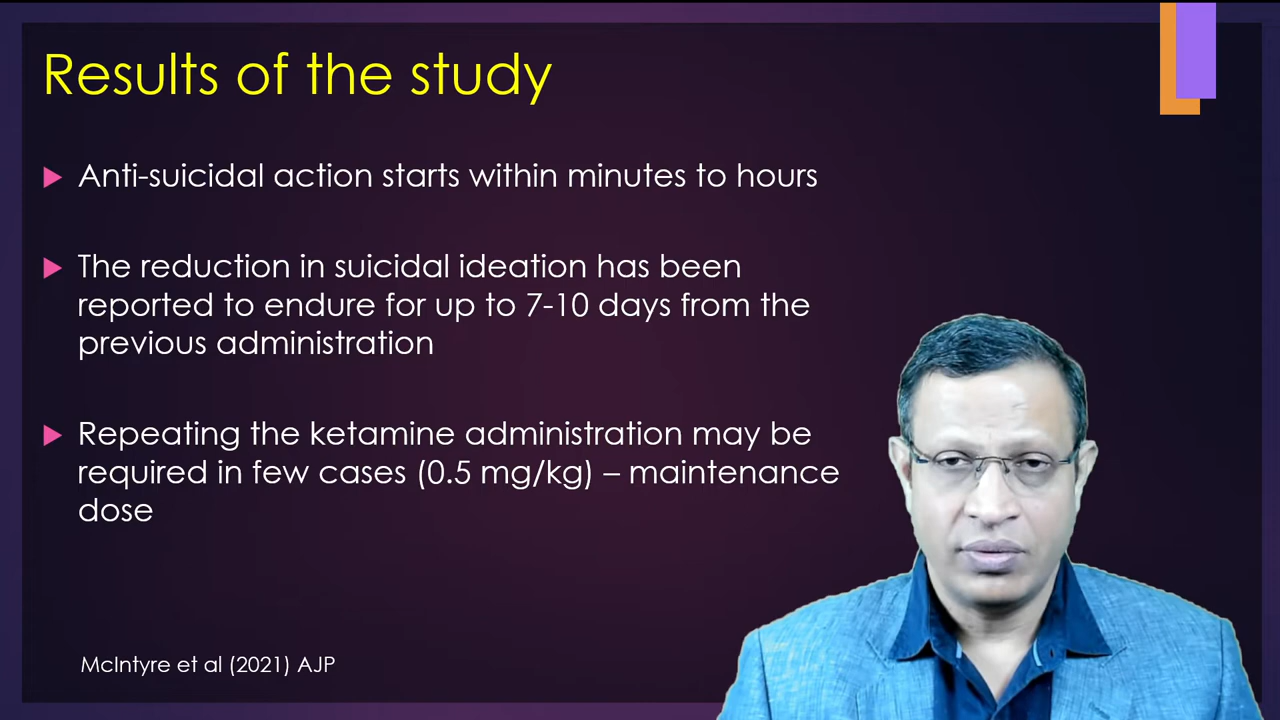 Results of the study
Anti-suicidal action starts within minutes to hours
The reduction in suicidal ideation has been
reported to endure for up to 7-10 days from the
previous administration
Repeating the ketamine administration may be
required in few cases (0.5 mg/kg) – maintenance
dose
McIntyre et al (2021) AJP